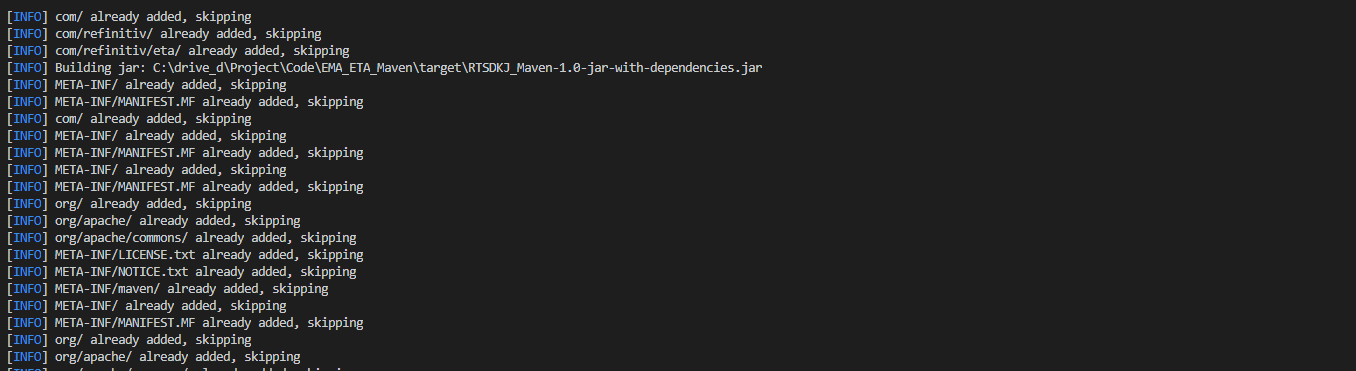 [INFO] com/ already added, skipping
[INFO] com/refinitiv/ already added, skipping
[INFO] com/refinitiv/eta/ already added, skipping
[INFO] Building jar: C:\drive_d\Project\Code\EMA_ETA_Maven\target\RTSDKJ_Maven-1.0-jar-with-dependencies.jar
[INFO] META-INF/ already added, skipping
[INFO] META-INF/MANIFEST.MF already added, skipping
[INFO] com/ already added, skipping
[INFO] META-INF/ already added, skipping
[INFO] META-INF/MANIFEST.MF already added, skipping
[INFO] META-INF/ already added, skipping
[INFO] META-INF/MANIFEST.MF already added, skipping
[INFO] org/ already added, skipping
[INFO] org/apache/ already added, skipping
[INFO] org/apache/commons/ already added, skipping
[INFO] META-INF/LICENSE.txt already added, skipping
[INFO] META-INF/NOTICE.txt already added, skipping
[INFO] META-INF/maven/ already added, skipping
[INFO] META-INF/ already added, skipping
[INFO] META-INF/MANIFEST.MF already added, skipping
[INFO] org/ already added, skipping
[INFO] org/apache/ already added, skipping